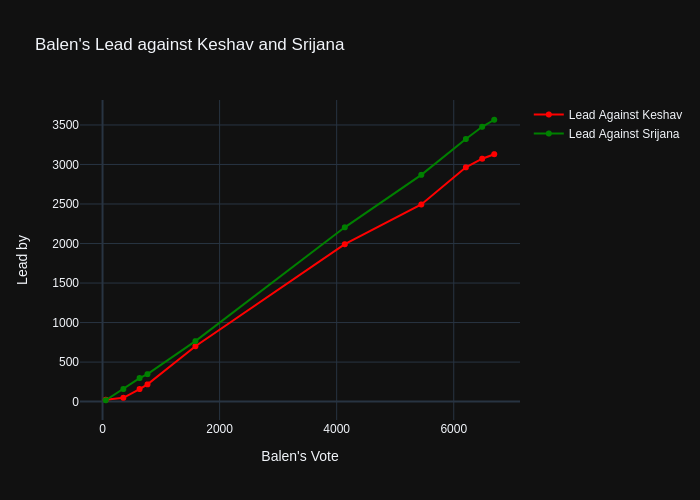 Balen's Lead against Keshav and Srijana
Lead Against Keshav
Lead Against Srijana
3500
3000
2500
2000
1500
1000
500
0
Lead by
0 2000 4000 6000
Balen's Vote